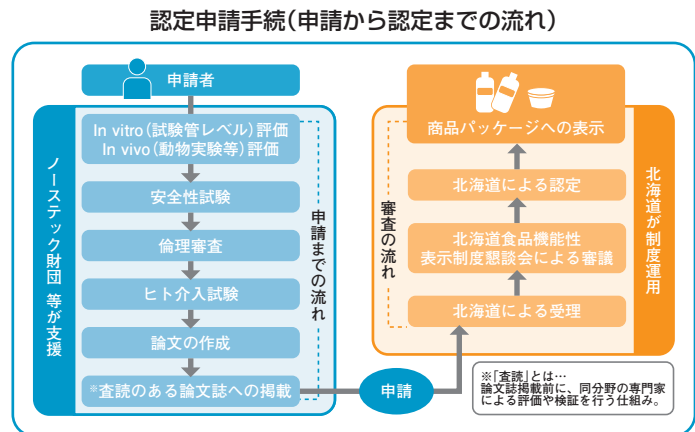 認定申請手続（申請から認定までの流れ）
申請者
ノーステック財団 等が支援
In vitro（試験管レベル）評価
In vivo（動物実験等）評価
安全性試験
倫理審査
ヒト介入試験
論文の作成
※査読のある論文誌への掲載
申請までの流れ
申請
商品パッケージへの表示
北海道による認定
北海道食品機能性
表示制度懇談会による審議
北海道による受理
審査の流れ
北海道が制度運用
※「査読」とは…
論文誌掲載前に、同分野の専門家
による評価や検証を行う仕組み。